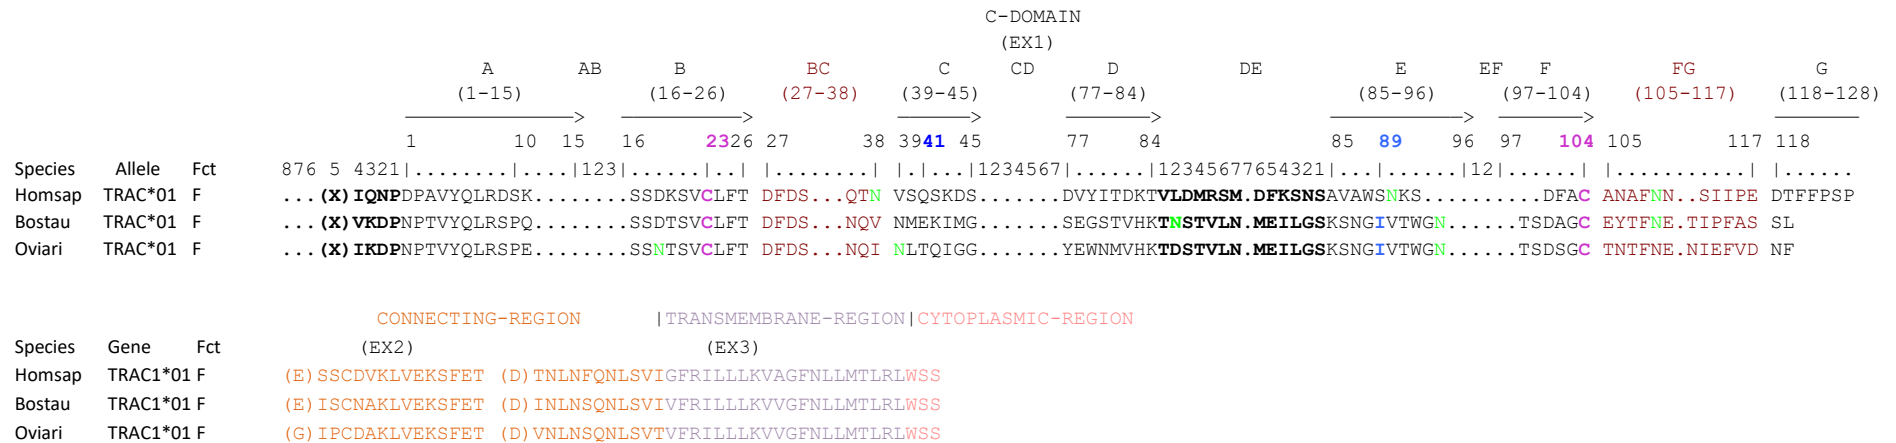 C-DOMAIN
(EX1)
A AB B BC C CD D DE E EF F FG G
(1-15) (16-26) (27-38) (39-45) (77-84) (85-96) (97-104) (105-117) (118-128)
1 10 15 16 2326 27 38 3941 45 77 84 85 89 96 97 104 105 117 118
Species Allele Fct 876 5 4321|........|....123|......|..| |..........| |.|...|1234567|......|12345677654321|...|......|12|......| |...........| |....
Homsap TRAC*01 F ...(X)IQNPDPAVYQLRDSK........SSDKSVCLFT DFDS...QTN VSQSKDS.......DVYITDKTVLDMRSM.DFKSNSAVAWSNKS..........DFAC ANAFNN..SIIPE DTFFPSP
Bostau TRAC*01 F ...(X)VKDPNPTVYQLRSPQ........SSDTSVCLFT DFDS...NQV NMEKIMG.......SEGSTVHKTNSTVLN.MEILGSKSNGIVTWGN......TSDAGC EYTFNE.TIPFAS SL
Oviari TRAC*01 F ...(X)IKDPNPTVYQLRSPE........SSNTSVCLFT DFDS...NQI NLTQIGG.......YEWNMVHKTDSTVLN.MEILGSKSNGIVTWGN......TSDSGC TNTFNE.NIEFVD NF
CONNECTING-REGION |TRANSMEMBRANE-REGION|CYTOPLASMIC-REGION
Species Gene Fct (EX2) (EX3)
Homsap TRAC1*01 F (E)SSCDVKLVEKSFET (D)TNLNFQNLSVIGFRILLLKVAGFNLLMTLRLWSS
Bostau TRAC1*01 F (E)ISCNAKLVEKSFET (D)INLNSQNLSVIVFRILLLKVVGFNLLMTLRLWSS
Oviari TRAC1*01 F (G)IPCDAKLVEKSFET (D)VNLNSQNLSVTVFRILLLKVVGFNLLMTLRLWSS